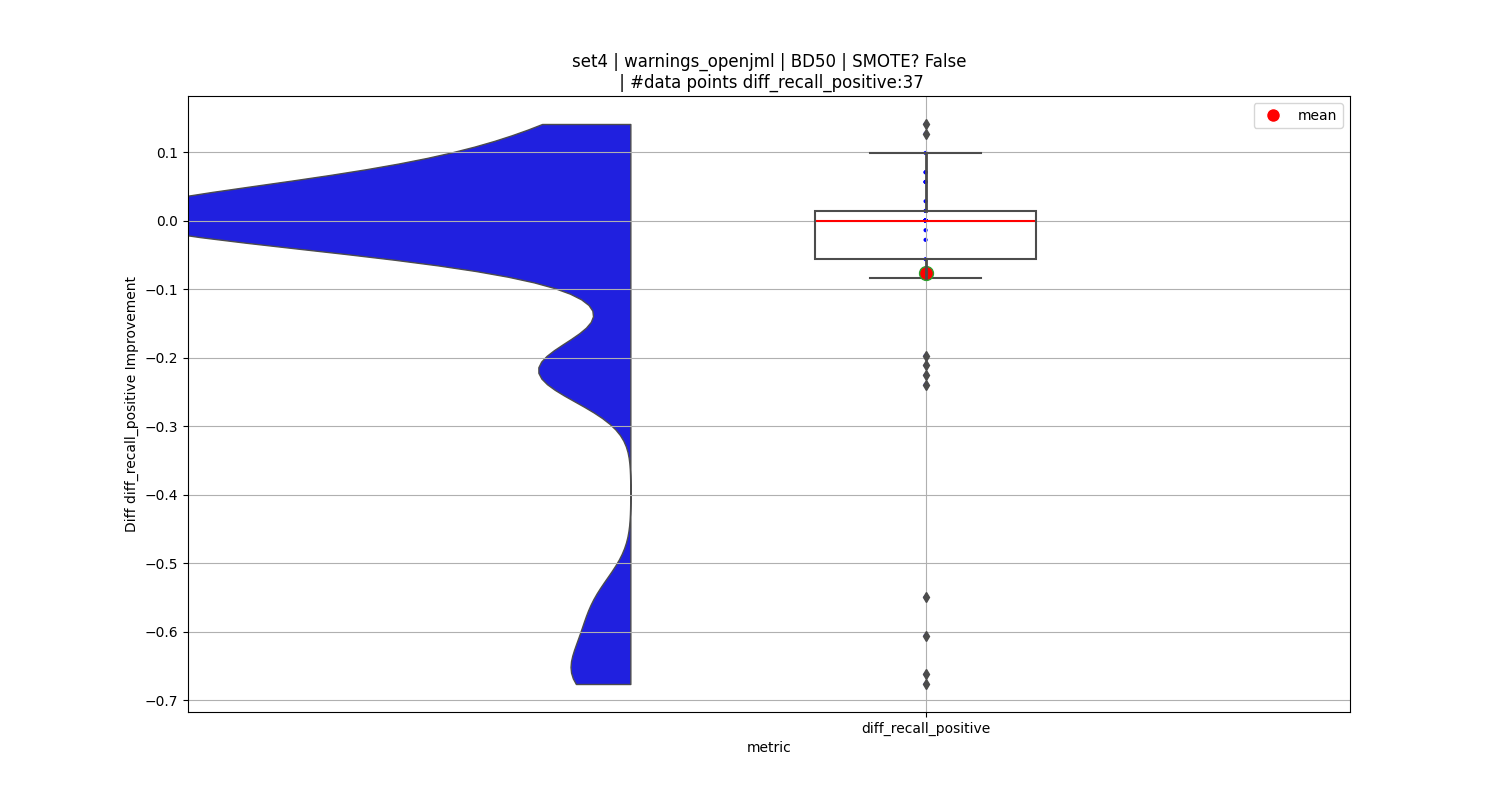 set4 | warnings_openjml | BD50 | SMOTE? False
| #data points diff_recall_positive:37
mean
0.1
0.0
−0.1
−0.2
−0.3
−0.4
−0.5
−0.6
−0.7
Diff diff_recall_positive Improvement
diff_recall_positive
metric